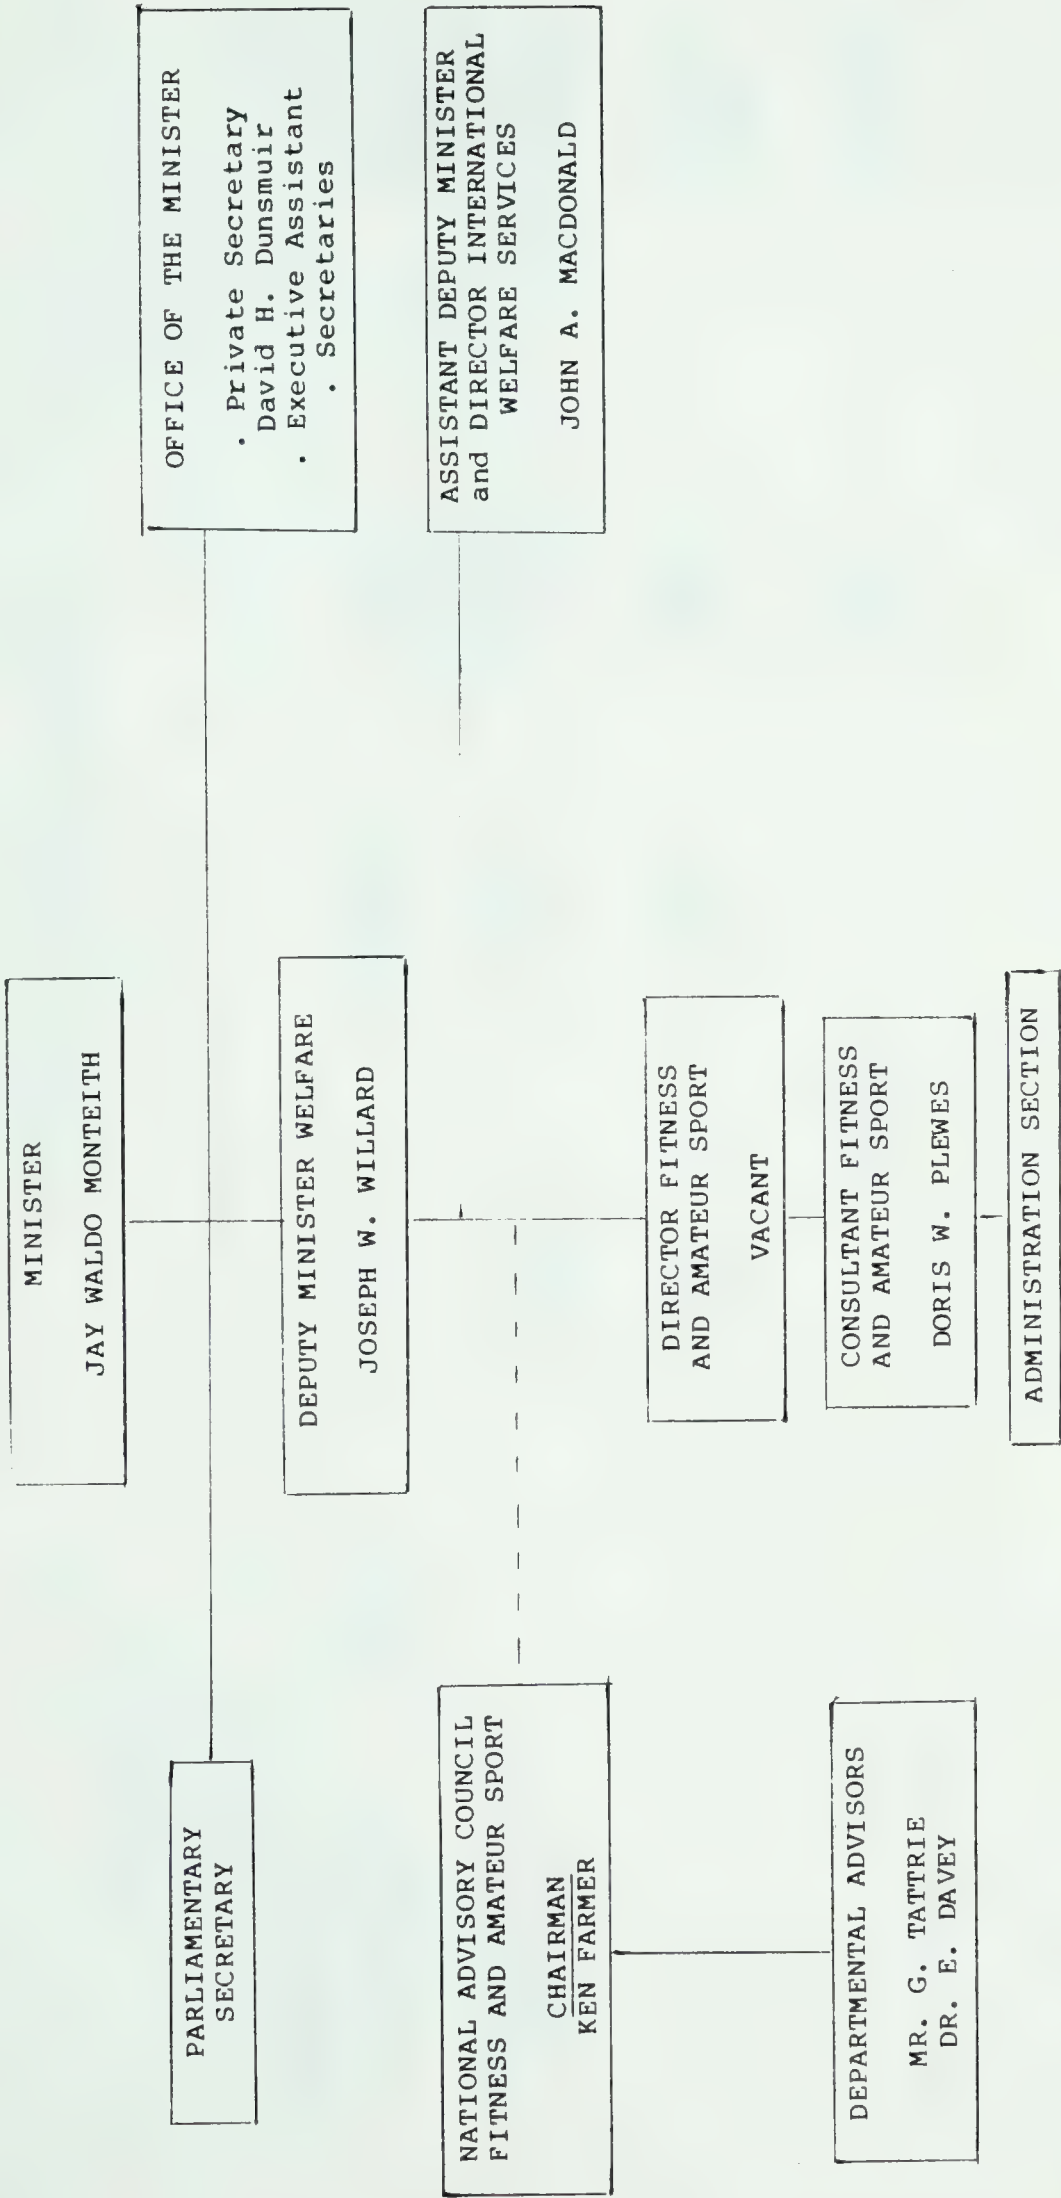 MINISTER
JAY WALDO MONTEITH
PARLIAMENTARY
SECRETARY
OFFICE OF THE MINISTER
. Private Secretary
David H. Dunsmuir
. Executive Assistant
. Secretaries
DEPUTY MINISTER WELFARE
JOSEPH W. WILLARD
ASSISTANT DEPUTY MINISTER
and DIRECTOR INTERNATIONAL
WELFARE SERVICES
JOHN A. MACDONALD
NATIONAL ADVISORY COUNCIL
FITNESS AND AMATEUR SPORT
CHAIRMAN
KEN FARMER
DIRECTOR FITNESS
AND AMATEUR SPORT
VACANT
DEPARTMENTAL ADVISORS
MR. G. TATTRIE
DR. E. DAVEY
CONSULTANT FITNESS
AND AMATEUR SPORT
DORIS W. PLEWES
ADMINISTRATION SECTION